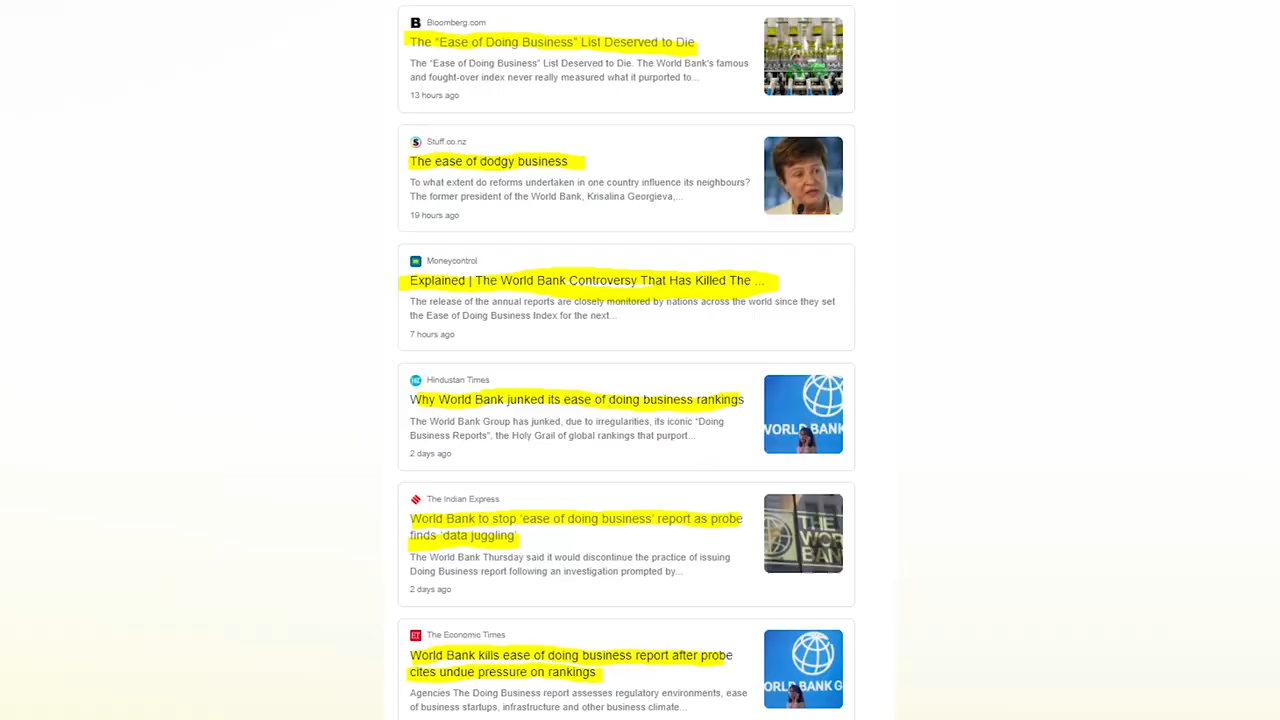 Bloomberg.com
The “Ease of Doing Business” List Deserved to Die
The “Ease of Doing Business” List Deserved to Die. The World Bank's famous
and fought-over index never really measured what it purported to...
13 hours ago
Stuff.co.nz
The ease of dodgy business
To what extent do reforms undertaken in one country influence its neighbours?
The former president of the World Bank, Krisalina Georgieva,...
19 hours ago
Moneycontrol
Explained | The World Bank Controversy That Has Killed The ...
The release of the annual reports are closely monitored by nations across the world since they set
the Ease of Doing Business Index for the next...
7 hours ago
Hindustan Times
Why World Bank junked its ease of doing business rankings
The World Bank Group has junked, due to irregularities, its iconic “Doing
Business Reports”, the Holy Grail of global rankings that purport...
2 days ago
WORLD BANK
The Indian Express
World Bank to stop ‘ease of doing business’ report as probe
finds ‘data juggling’
The World Bank Thursday said it would discontinue the practice of issuing
Doing Business report following an investigation prompted by...
2 days ago
THE
WOR
BAN
ET
The Economic Times
World Bank kills ease of doing business report after probe
cites undue pressure on rankings
Agencies The Doing Business report assesses regulatory environments, ease
of business startups, infrastructure and other business climate...
ORLD BANK G